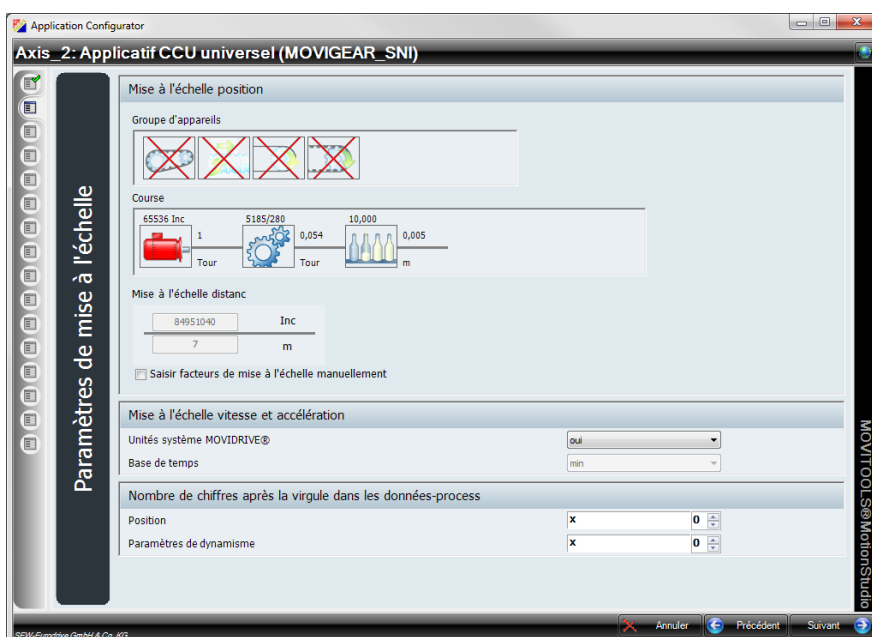 Application Configurator
Axis_2: Applicatif CCU universel (MOVIGEAR_SNI)
Paramètres de mise à l'échelle
Mise à l'échelle position
Groupe d'appareils
Course
65536 Inc 5185/280 10,000
1 0,054 0,005
Tour Tour m
Mise à l'échelle distanc
84951040 Inc
7 m
Saisir facteurs de mise à l'échelle manuellement
Mise à l'échelle vitesse et accélération
Unités système MOVIDRIVE® oui
Base de temps min
Nombre de chiffres après la virgule dans les données-process
Position x 0
Paramètres de dynamisme x 0
MOVITOOLS®MotionStudio
SEW-Eurodrive GmbH & Co. KG
Annuler Précédent Suivant